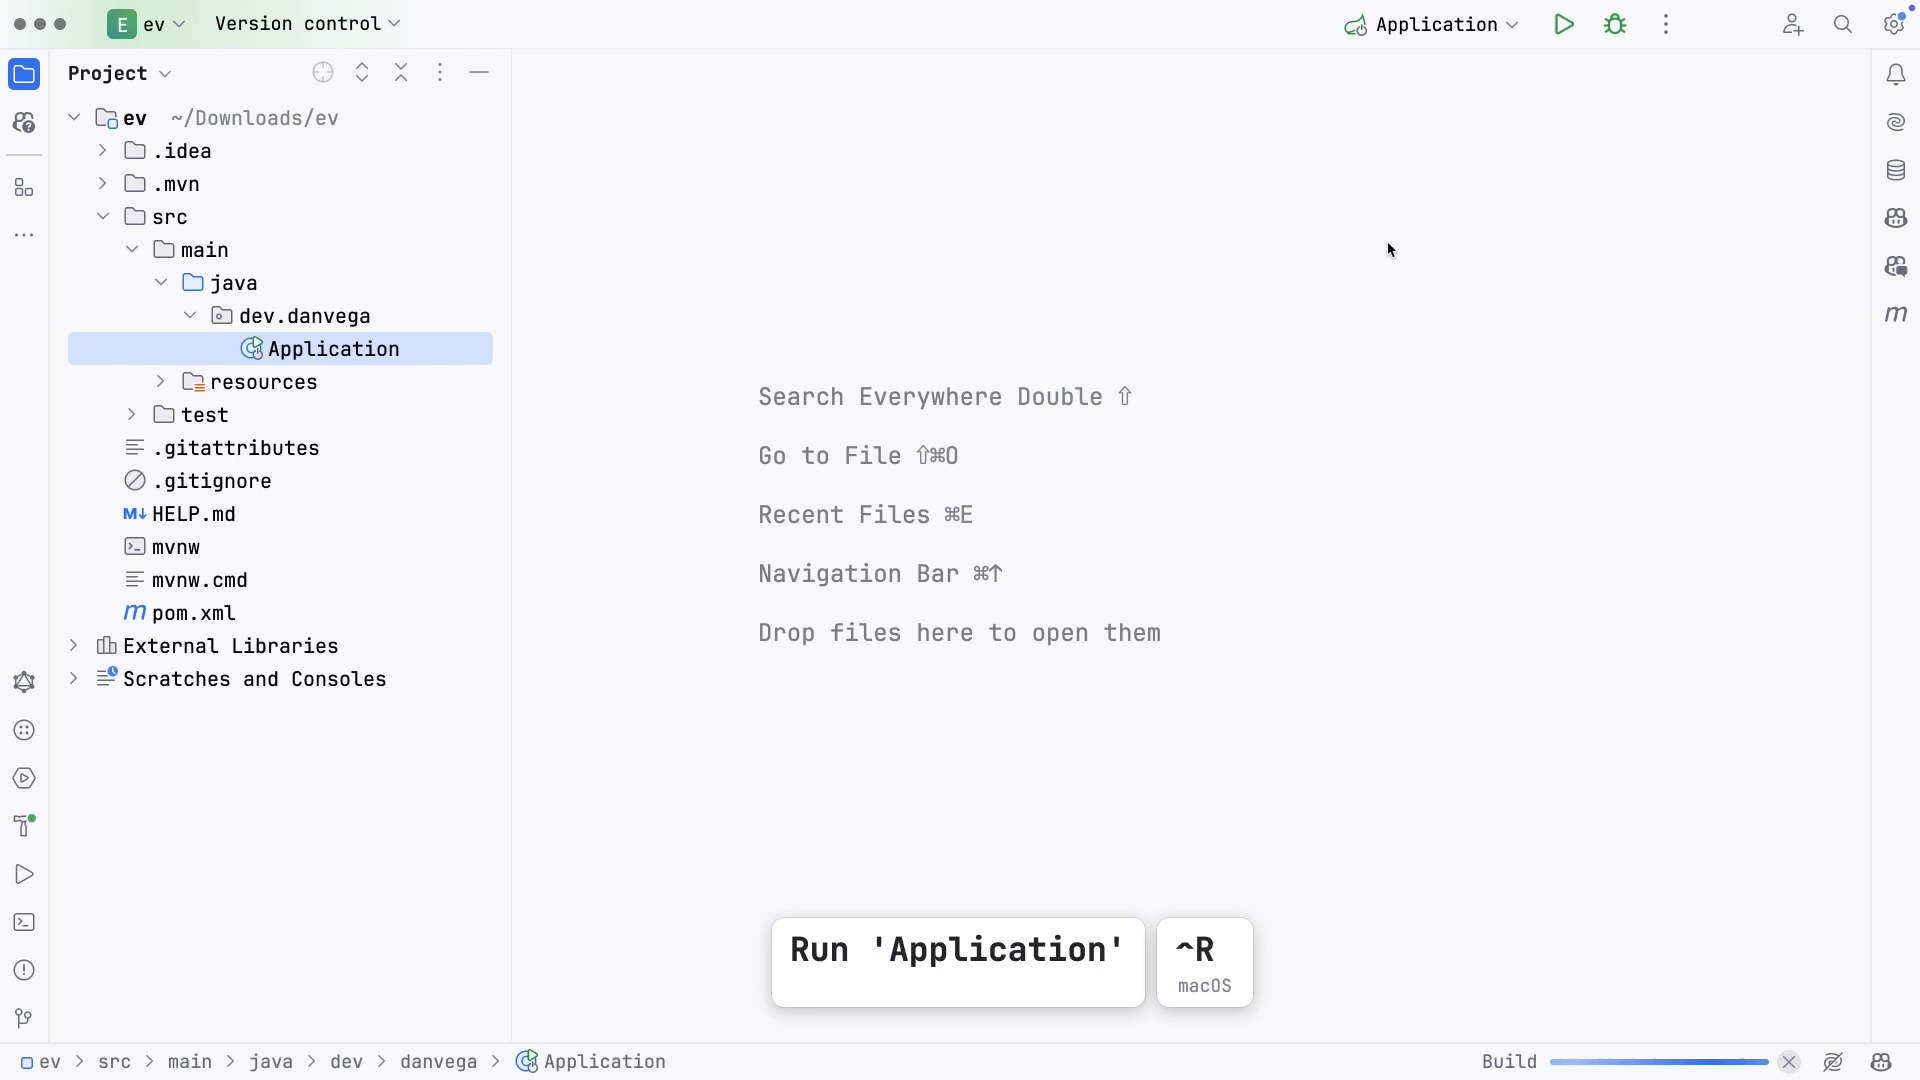 E ev Version control Application
Project
ev ~/Downloads/ev
.idea
.mvn
src
main
java
dev.danvega
Application
resources
test
.gitattributes
.gitignore
M↓ HELP.md
mvnw
mvnw.cmd
m pom.xml
External Libraries
Scratches and Consoles
Search Everywhere Double ⇧
Go to File ⇧⌘O
Recent Files ⌘E
Navigation Bar ⌘↑
Drop files here to open them
m
Run 'Application' ^R
macOS
ev > src > main > java > dev > danvega > Application Build